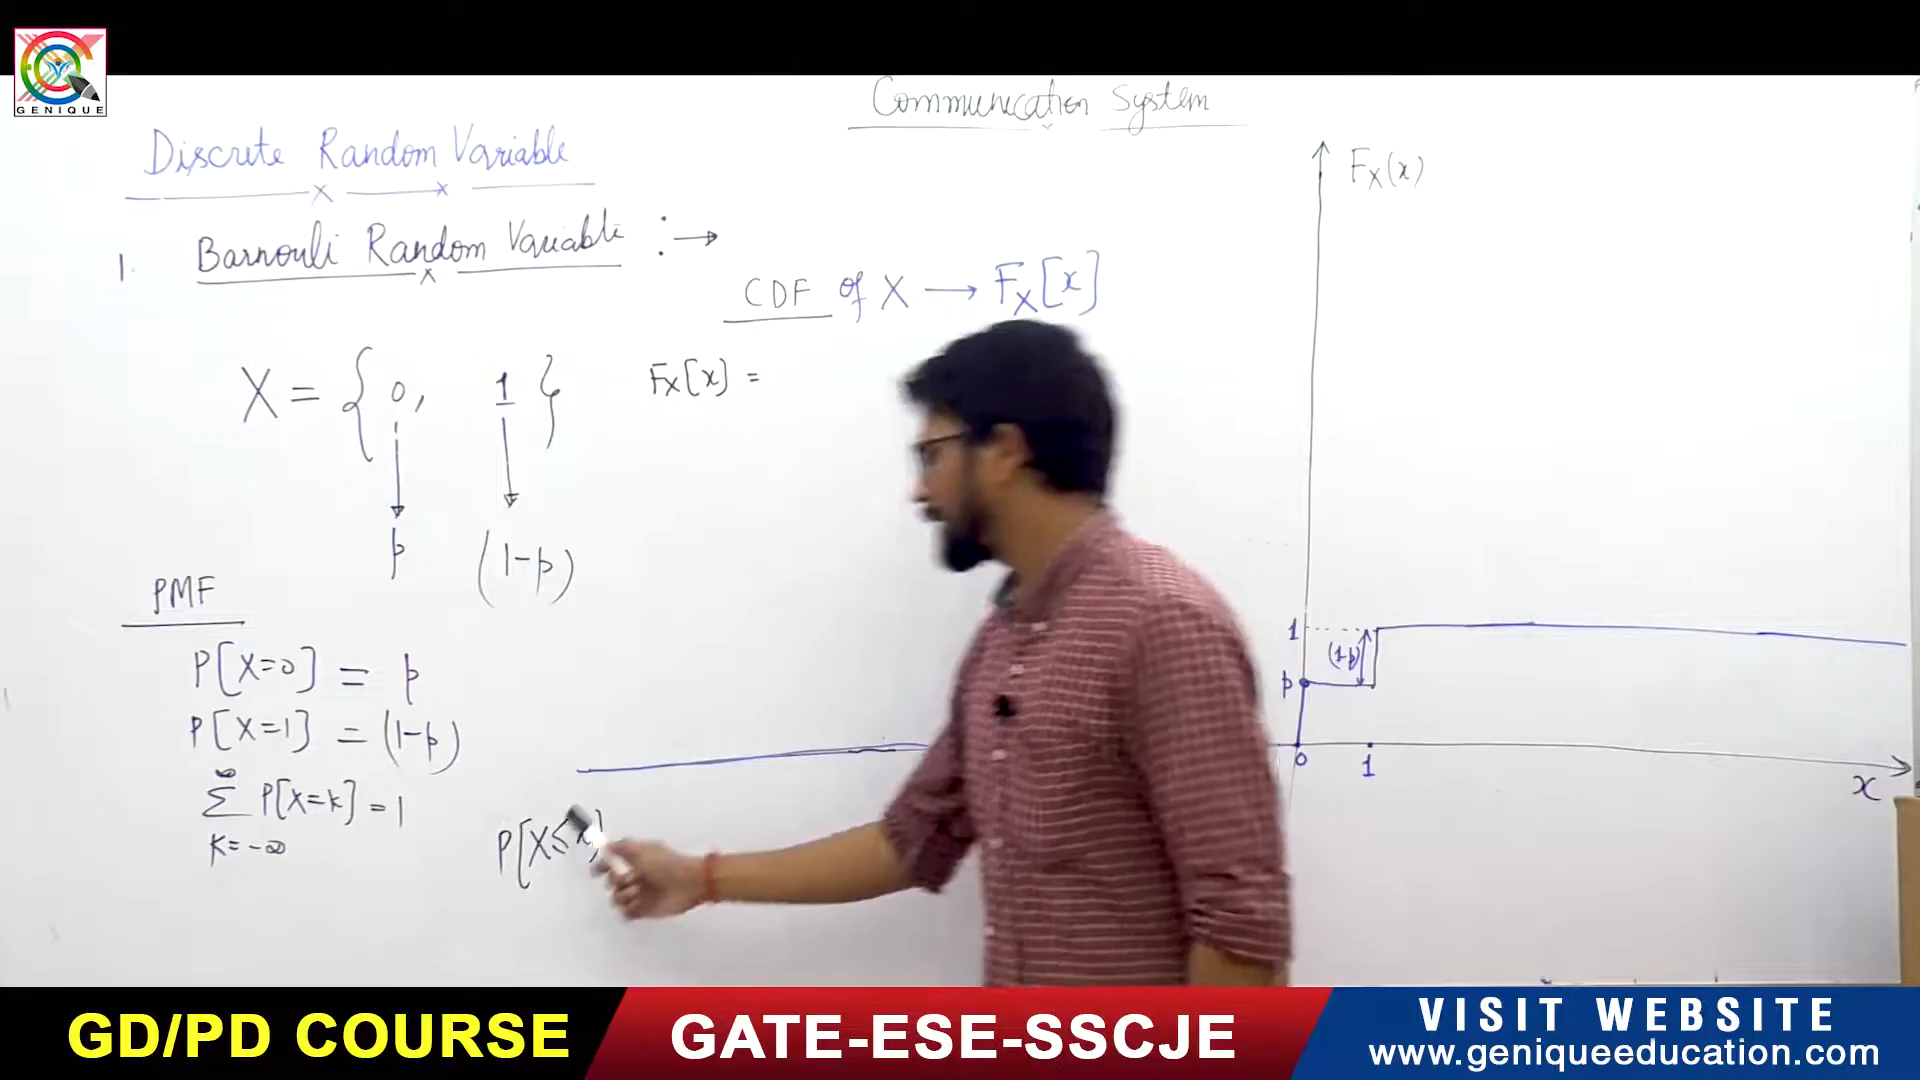 GENIQUE
Communication System
Discrete Random Variable
1. Barnouli Random Variable :→
CDF of X → Fx[x]
Fx[x] =
X = { 0, 1 }
p (1-p)
PMF
P[X=0] = p
P[X=1] = (1-p)
∞
Σ P[X=k] = 1
K=-∞
P[X≤x]
Fx(x)
1
(1-p)
p
0 1
x
GD/PD COURSE
GATE-ESE-SSCJE
VISIT WEBSITE
www.geniqueeducation.com